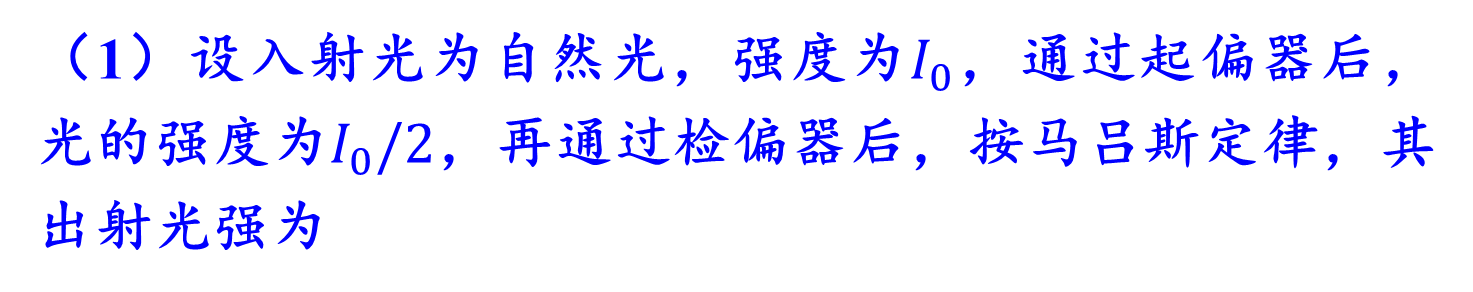 （1）设入射光为自然光，强度为I₀，通过起偏器后，
光的强度为I₀/2，再通过检偏器后，按马吕斯定律，其
出射光强为